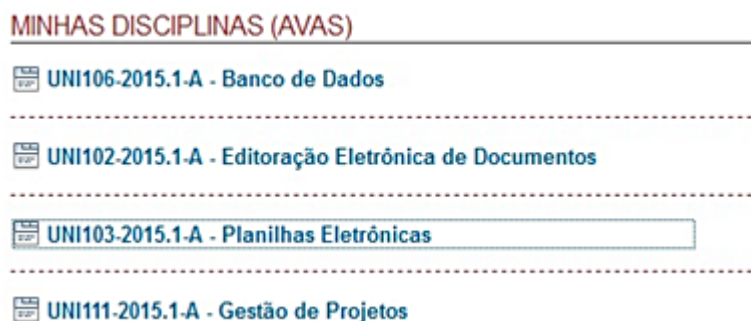 MINHAS DISCIPLINAS (AVAS)
UNI106-2015.1-A - Banco de Dados
UNI102-2015.1-A - Editoração Eletrônica de Documentos
UNI103-2015.1-A - Planilhas Eletrônicas
UNI111-2015.1-A - Gestão de Projetos